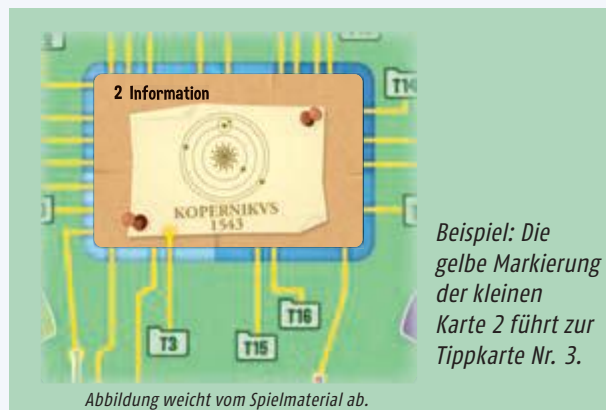 2 Information
KOPERNIKVS
1543
T14
T3
T15
T16
Beispiel: Die
gelbe Markierung
der kleinen
Karte 2 führt zur
Tippkarte Nr. 3.
Abbildung weicht vom Spielmaterial ab.